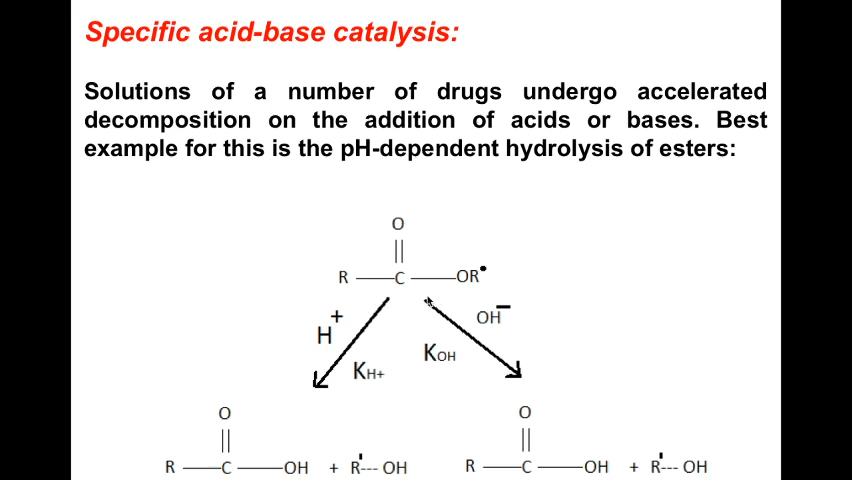 Specific acid-base catalysis:
Solutions of a number of drugs undergo accelerated
decomposition on the addition of acids or bases. Best
example for this is the pH-dependent hydrolysis of esters:
O
||
R —C —OR•
H+
OH–
KH+
KOH
O
||
R —C —OH + R'--- OH
O
||
R —C —OH + R'--- OH